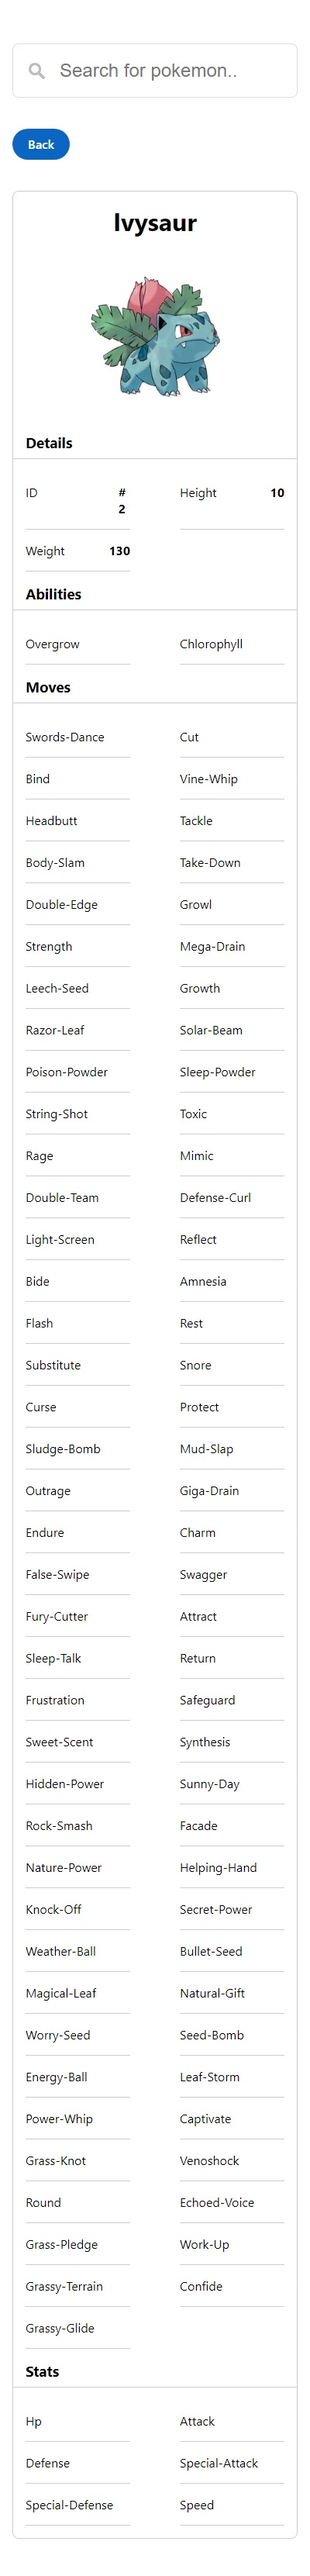 Search for pokemon..
Back
Ivysaur
Details
ID # 2 Height 10
Weight 130
Abilities
Overgrow Chlorophyll
Moves
Swords-Dance Cut
Bind Vine-Whip
Headbutt Tackle
Body-Slam Take-Down
Double-Edge Growl
Strength Mega-Drain
Leech-Seed Growth
Razor-Leaf Solar-Beam
Poison-Powder Sleep-Powder
String-Shot Toxic
Rage Mimic
Double-Team Defense-Curl
Light-Screen Reflect
Bide Amnesia
Flash Rest
Substitute Snore
Curse Protect
Sludge-Bomb Mud-Slap
Outrage Giga-Drain
Endure Charm
False-Swipe Swagger
Fury-Cutter Attract
Sleep-Talk Return
Frustration Safeguard
Sweet-Scent Synthesis
Hidden-Power Sunny-Day
Rock-Smash Facade
Nature-Power Helping-Hand
Knock-Off Secret-Power
Weather-Ball Bullet-Seed
Magical-Leaf Natural-Gift
Worry-Seed Seed-Bomb
Energy-Ball Leaf-Storm
Power-Whip Captivate
Grass-Knot Venoshock
Round Echoed-Voice
Grass-Pledge Work-Up
Grassy-Terrain Confide
Grassy-Glide
Stats
Hp Attack
Defense Special-Attack
Special-Defense Speed